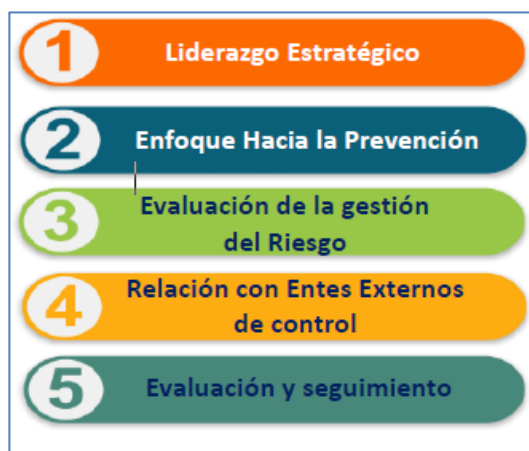 1 Liderazgo Estratégico
2 Enfoque Hacia la Prevención
3 Evaluación de la gestión
del Riesgo
4 Relación con Entes Externos
de control
5 Evaluación y seguimiento